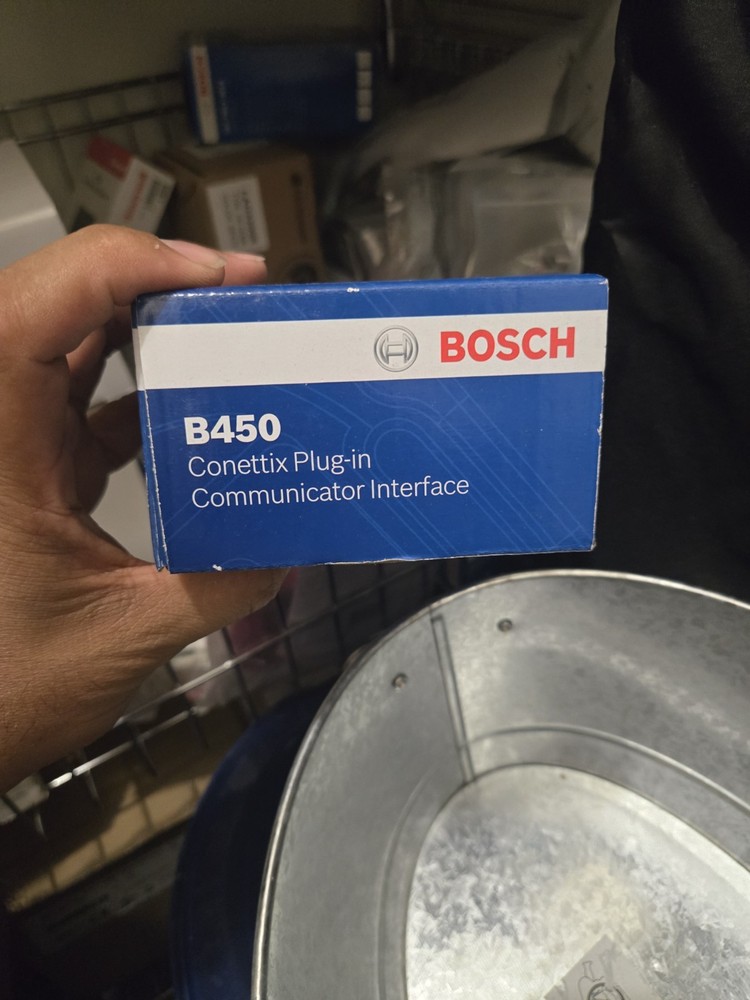 BOSCH
B450
Conettix Plug-in
Communicator Interface